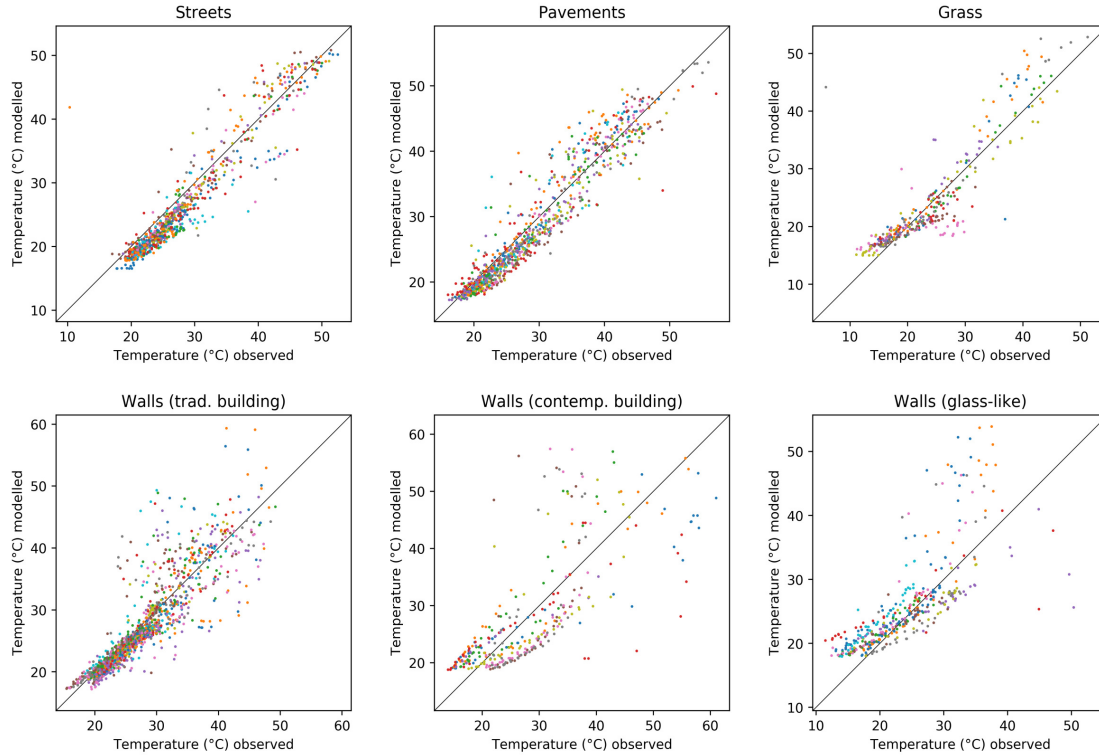 Streets
50
40
30
20
10
10 20 30 40 50
Temperature (°C) modelled
Temperature (°C) observed
Pavements
50
40
30
20
20 30 40 50
Temperature (°C) modelled
Temperature (°C) observed
Grass
50
40
30
20
10
10 20 30 40 50
Temperature (°C) modelled
Temperature (°C) observed
Walls (trad. building)
60
50
40
30
20
20 30 40 50 60
Temperature (°C) modelled
Temperature (°C) observed
Walls (contemp. building)
60
50
40
30
20
20 30 40 50 60
Temperature (°C) modelled
Temperature (°C) observed
Walls (glass-like)
50
40
30
20
10
10 20 30 40 50
Temperature (°C) modelled
Temperature (°C) observed